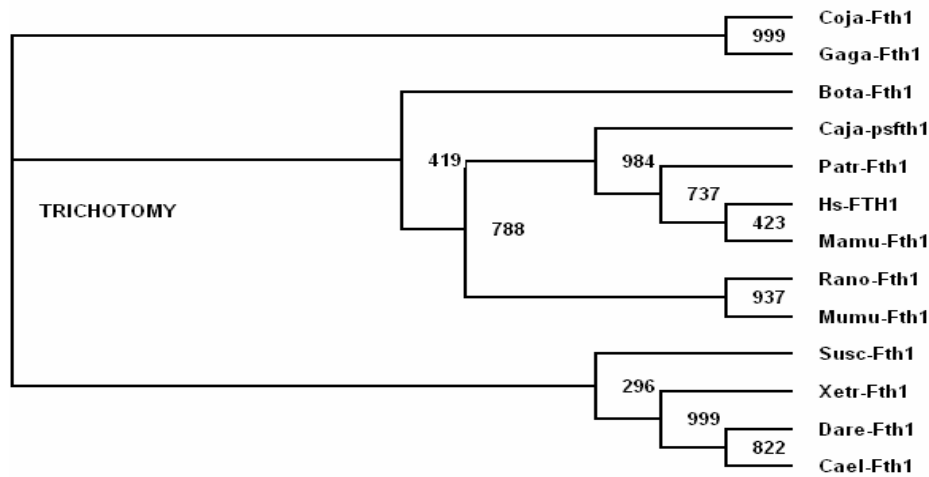 Coja-Fth1
999
Gaga-Fth1
Bota-Fth1
Caja-psfth1
419
984
Patr-Fth1
737
Hs-FTH1
TRICHOTOMY
423
788
Mamu-Fth1
Rano-Fth1
937
Mumu-Fth1
Susc-Fth1
296
Xetr-Fth1
999
Dare-Fth1
822
Cael-Fth1